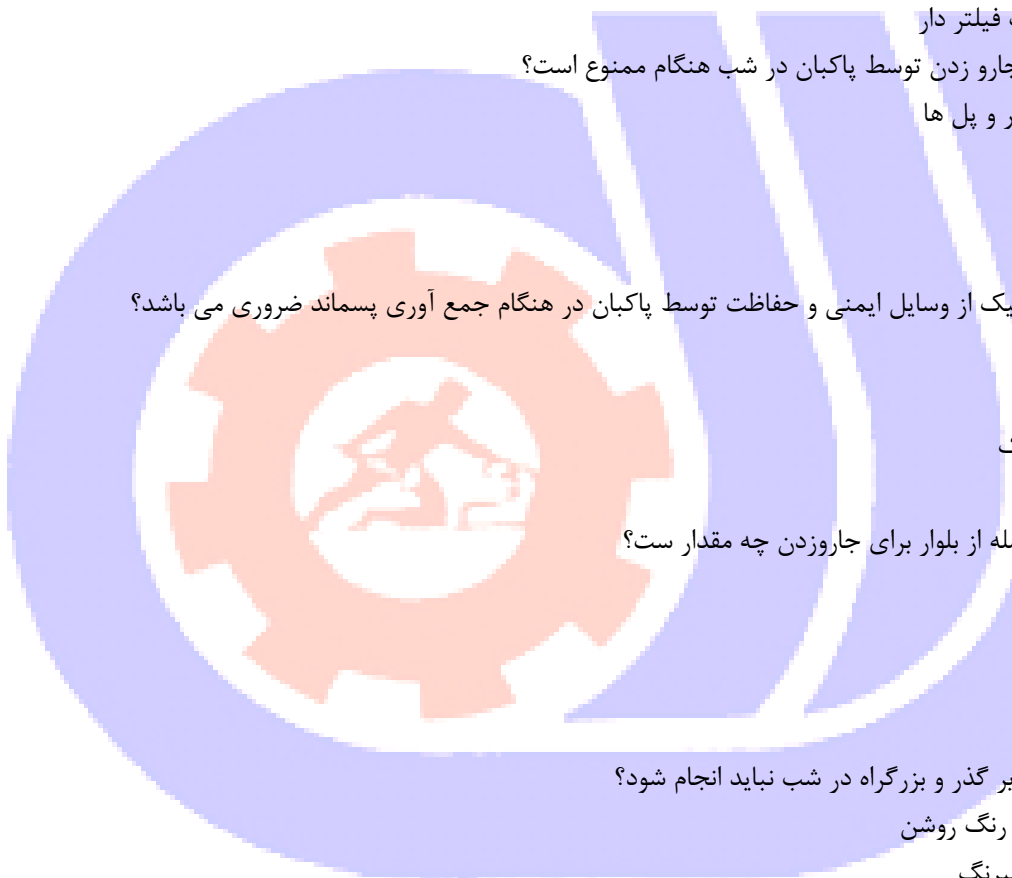 فیلتر دار
جارو زدن توسط پاکبان در شب هنگام ممنوع است؟
ر و پل ها
یک از وسایل ایمنی و حفاظت توسط پاکبان در هنگام جمع آوری پسماند ضروری می باشد؟
له از بلوار برای جاروزدن چه مقدار ست؟
بر گذر و بزرگراه در شب نباید انجام شود؟
رنگ روشن